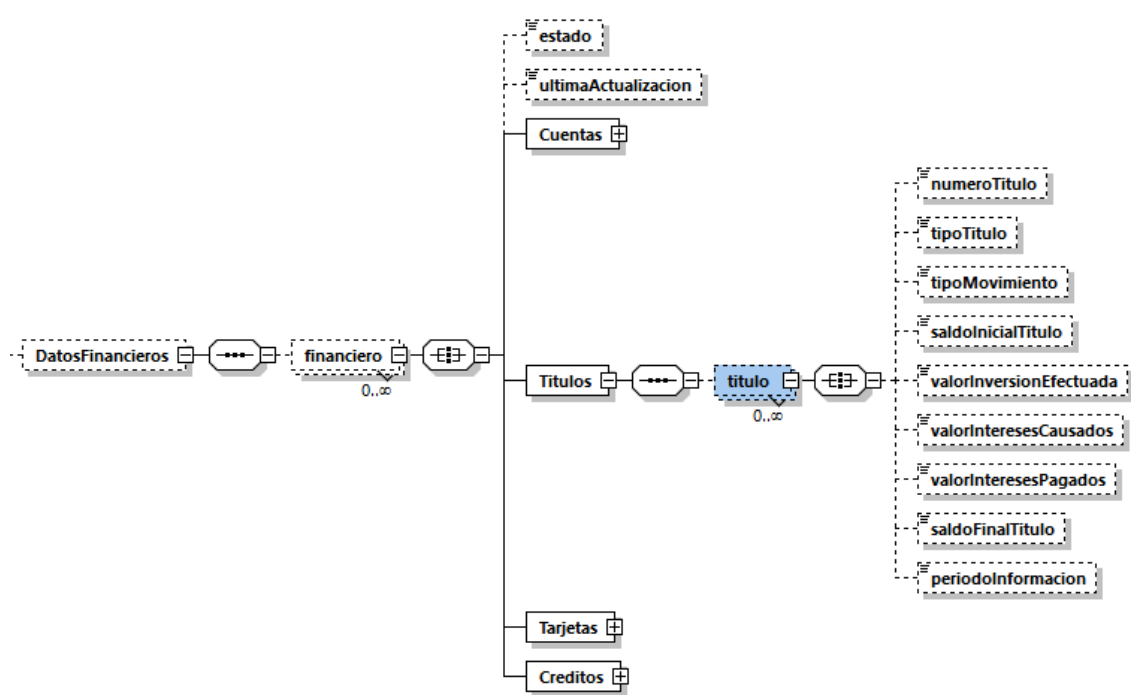 estado
ultimaActualizacion
Cuentas
numeroTitulo
tipoTitulo
tipoMovimiento
saldoInicialTitulo
DatosFinancieros
financiero
0..∞
Titulos
titulo
0..∞
valorInversionEfectuada
valorInteresesCausados
valorInteresesPagados
saldoFinalTitulo
periodoInformacion
Tarjetas
Creditos